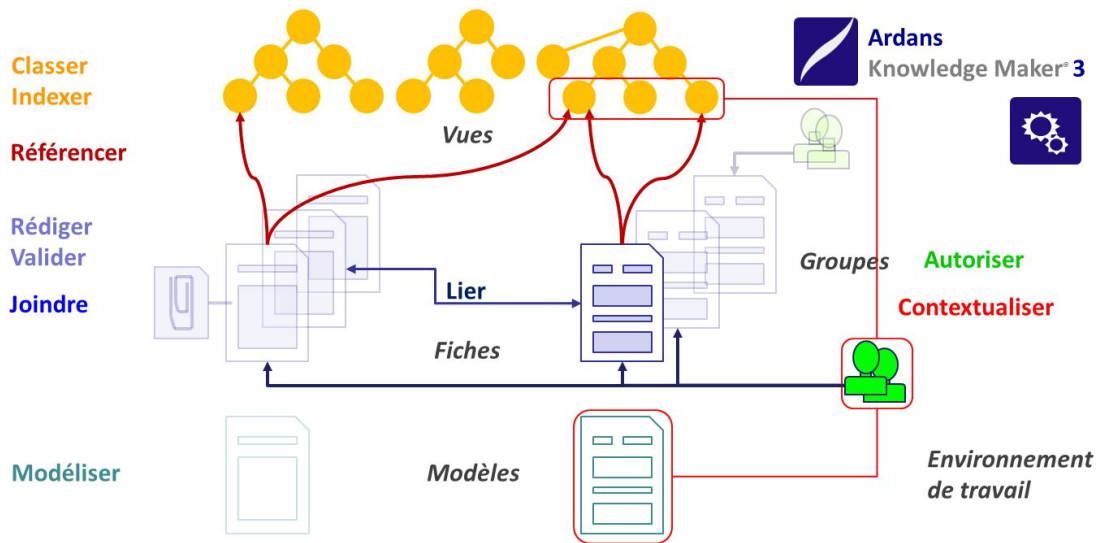 Classer
Indexer
Ardans
Knowledge Maker® 3
Vues
Référencer
Rédiger
Valider
Groupes
Autoriser
Joindre
Lier
Contextualiser
Fiches
Modéliser
Modèles
Environnement
de travail